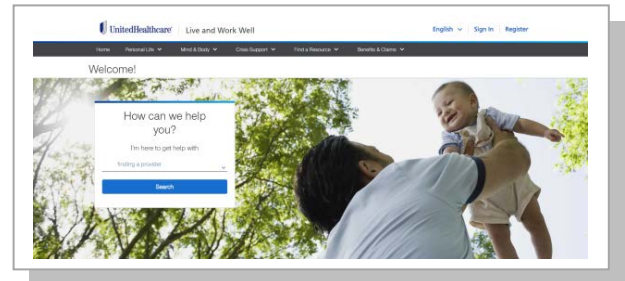 UnitedHealthcare Live and Work Well English Sign In Register
Home Personal Life Mind & Body Crisis Support Find a Resource Benefits & Claims
Welcome!
How can we help
you?
I'm here to get help with
finding a provider
Search